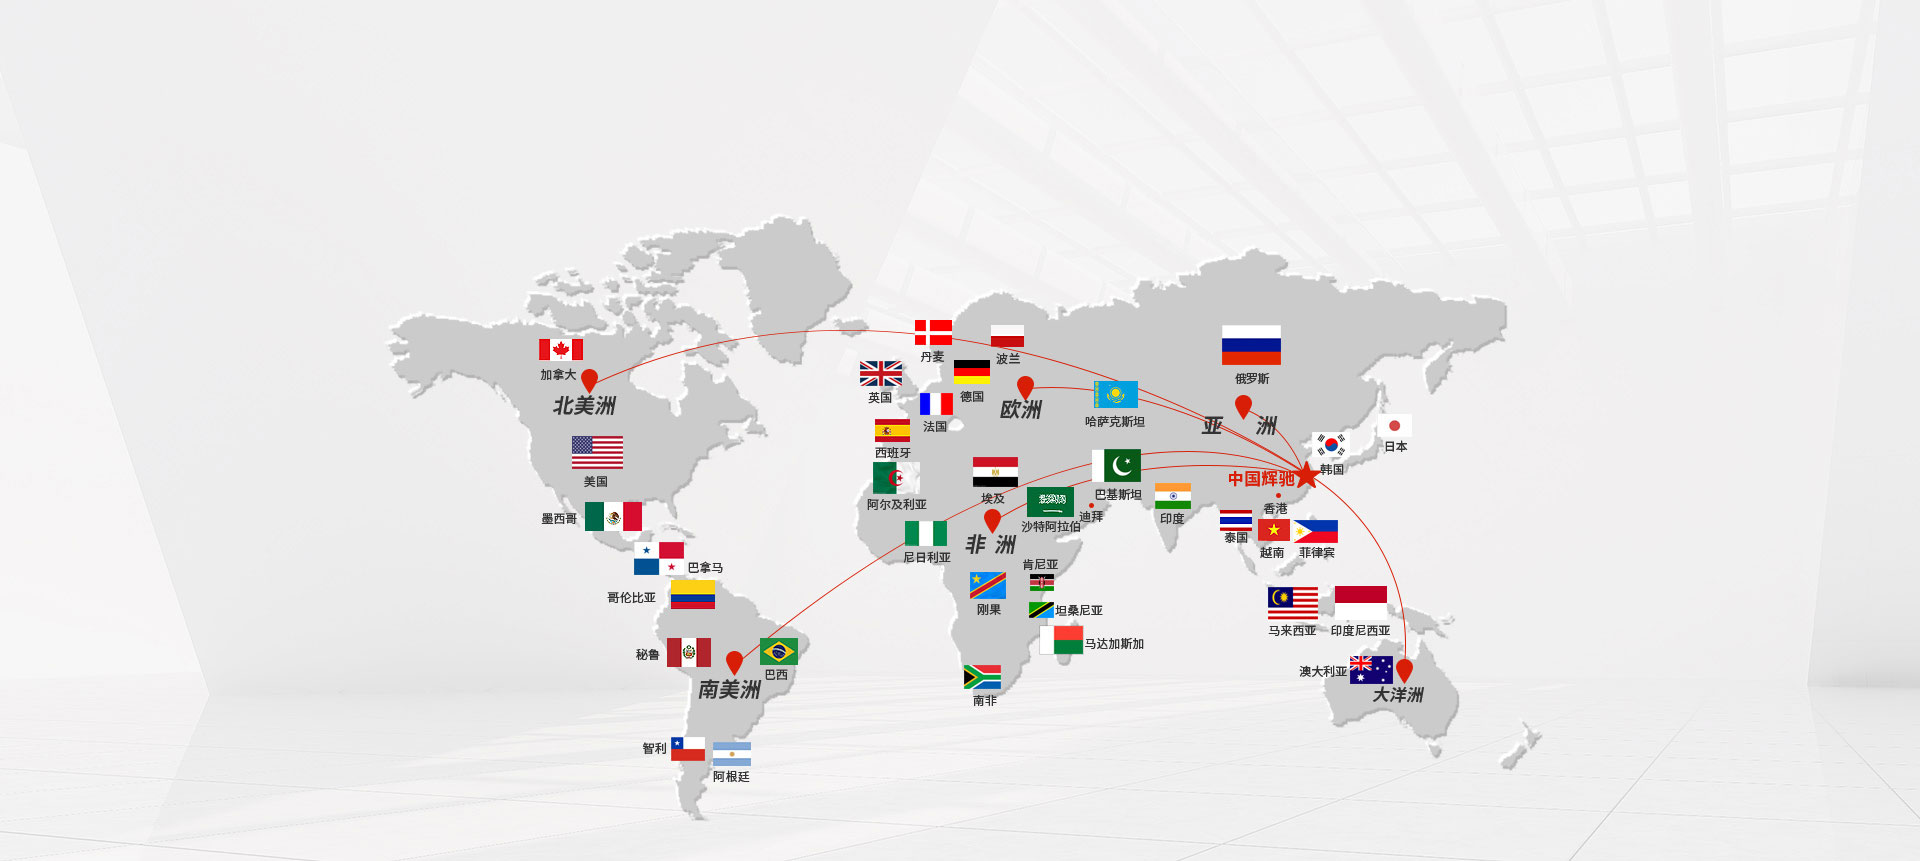 丹麦
波兰
加拿大
俄罗斯
英国
德国
北美洲
欧洲
法国
哈萨克斯坦
亚 洲
日本
西班牙
韩国
美国
中国辉驰
埃及
巴基斯坦
阿尔及利亚
香港
墨西哥
沙特阿拉伯
迪拜
印度
泰国
越南
菲律宾
尼日利亚
非 洲
巴拿马
肯尼亚
哥伦比亚
刚果
坦桑尼亚
马来西亚
印度尼西亚
马达加斯加
秘鲁
巴西
澳大利亚
南美洲
大洋洲
南非
智利
阿根廷